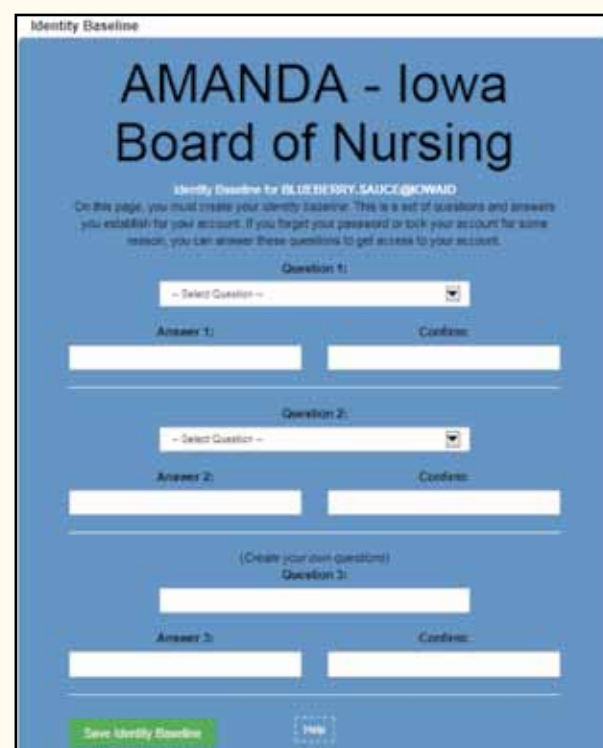 Identity Baseline
AMANDA - Iowa
Board of Nursing
Identity Baseline for BLUEBERRY.SAUCE@IOWAID
On this page, you must create your identity baseline. This is a set of questions and answers
you establish for your account. If you forget your password or lock your account for some
reason, you can answer these questions to get access to your account.
Question 1:
-- Select Question --
Answer 1: Confirm:
Question 2:
-- Select Question --
Answer 2: Confirm:
(Create your own questions)
Question 3:
Answer 3: Confirm:
Save Identity Baseline Help